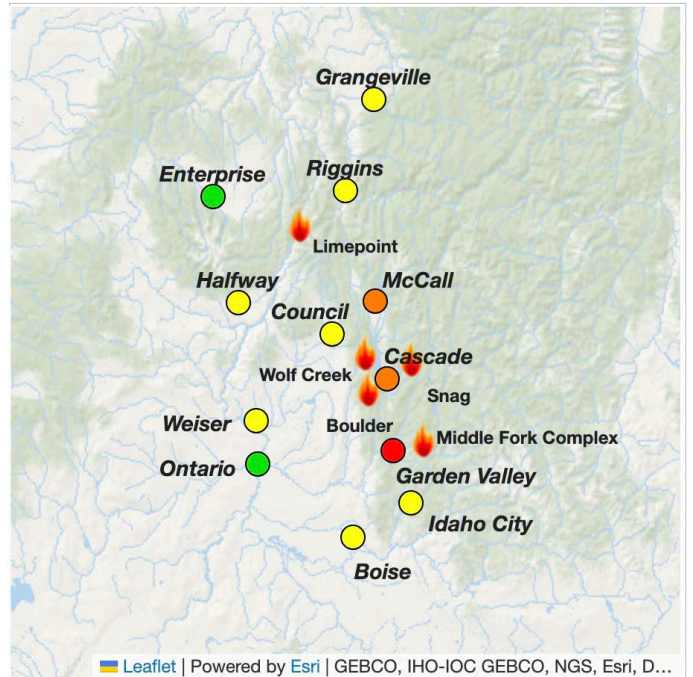 Grangeville
Enterprise
Riggins
Limepoint
Halfway
McCall
Council
Cascade
Wolf Creek
Snag
Weiser
Boulder
Middle Fork Complex
Ontario
Garden Valley
Idaho City
Boise
Leaflet | Powered by Esri | GEBCO, IHO-IOC GEBCO, NGS, Esri, D...